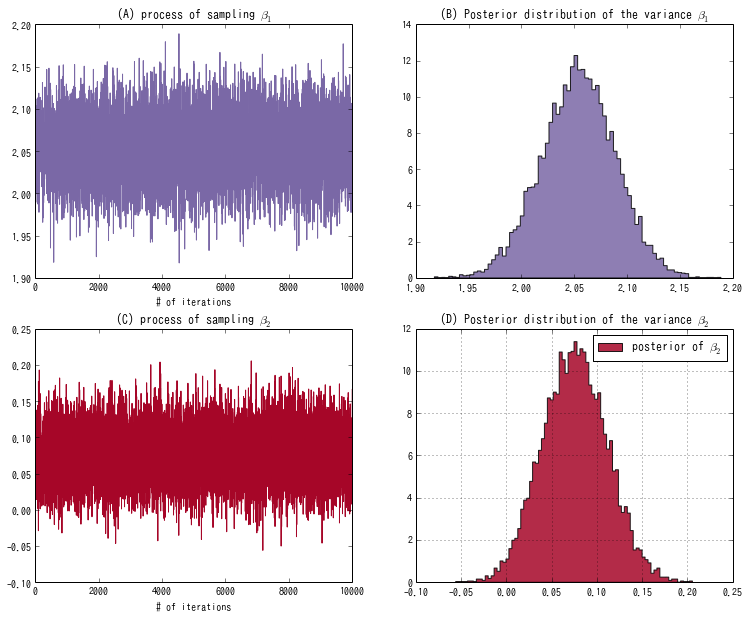 (A) process of sampling β₁
2.20
2.15
2.10
2.05
2.00
1.95
1.90
0 2000 4000 6000 8000 10000
# of iterations
(B) Posterior distribution of the variance β₁
14
12
10
8
6
4
2
0
1.90 1.95 2.00 2.05 2.10 2.15 2.20
(C) process of sampling β₂
0.25
0.20
0.15
0.10
0.05
0.00
-0.05
-0.10
0 2000 4000 6000 8000 10000
# of iterations
(D) Posterior distribution of the variance β₂
posterior of β₂
12
10
8
6
4
2
0
-0.10 -0.05 0.00 0.05 0.10 0.15 0.20 0.25